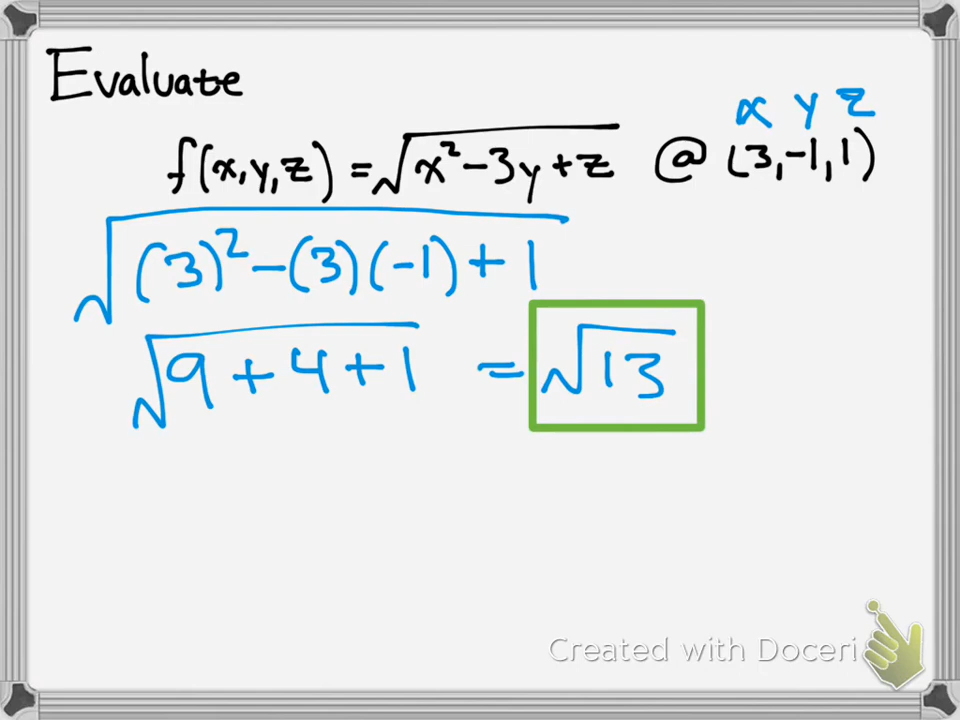 Evaluate
x y z
f(x,y,z) = √(x² - 3y + z) @ (3,-1,1)
√((3)² - (3)(-1) + 1)
√(9 + 4 + 1) = √13
Created with Doceri